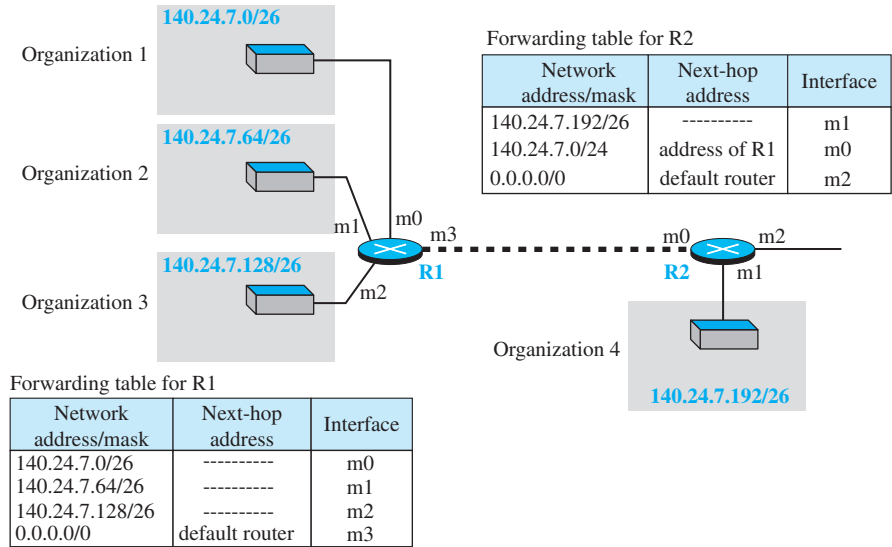 140.24.7.0/26
Organization 1
140.24.7.64/26
Organization 2
140.24.7.128/26
Organization 3
m0
m1
m2
m3
R1
Forwarding table for R2
Network address/mask Next-hop address Interface
140.24.7.192/26 ---------- m1
140.24.7.0/24 address of R1 m0
0.0.0.0/0 default router m2
m0
m2
R2
m1
Organization 4
140.24.7.192/26
Forwarding table for R1
Network address/mask Next-hop address Interface
140.24.7.0/26 ---------- m0
140.24.7.64/26 ---------- m1
140.24.7.128/26 ---------- m2
0.0.0.0/0 default router m3